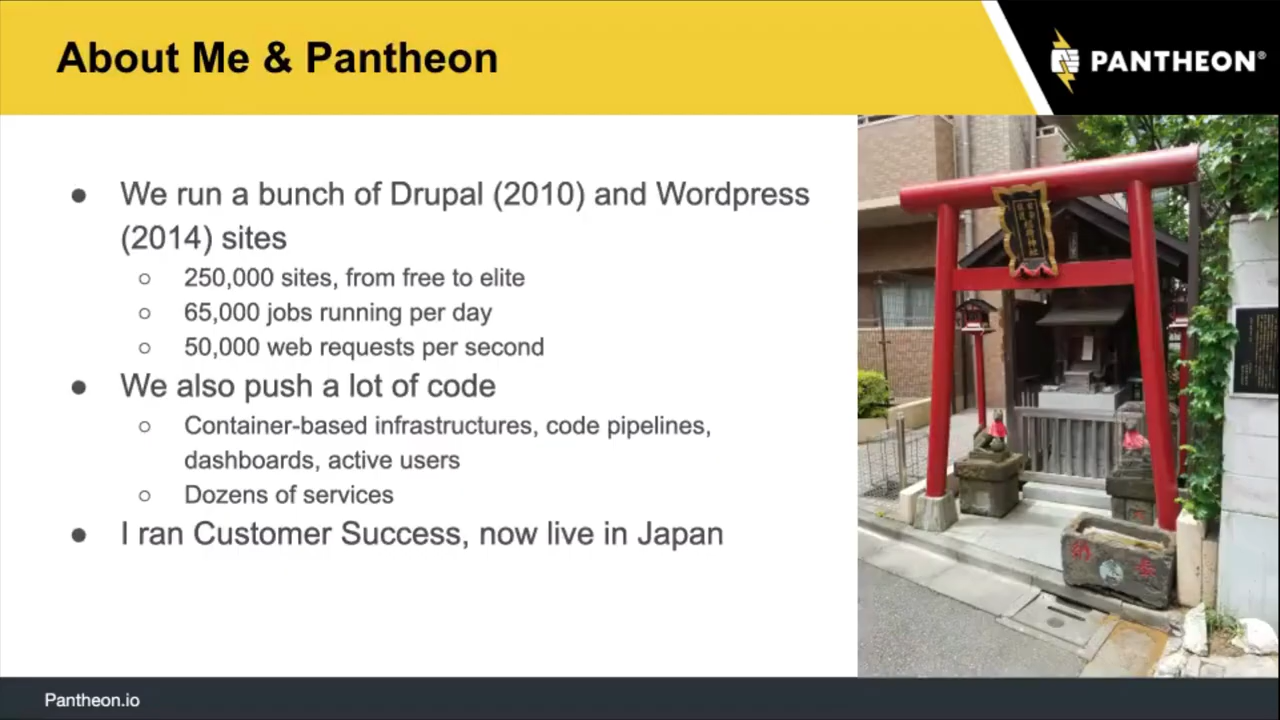 About Me & Pantheon
PANTHEON®
● We run a bunch of Drupal (2010) and Wordpress
(2014) sites
○ 250,000 sites, from free to elite
○ 65,000 jobs running per day
○ 50,000 web requests per second
● We also push a lot of code
○ Container-based infrastructures, code pipelines,
dashboards, active users
○ Dozens of services
● I ran Customer Success, now live in Japan
Pantheon.io